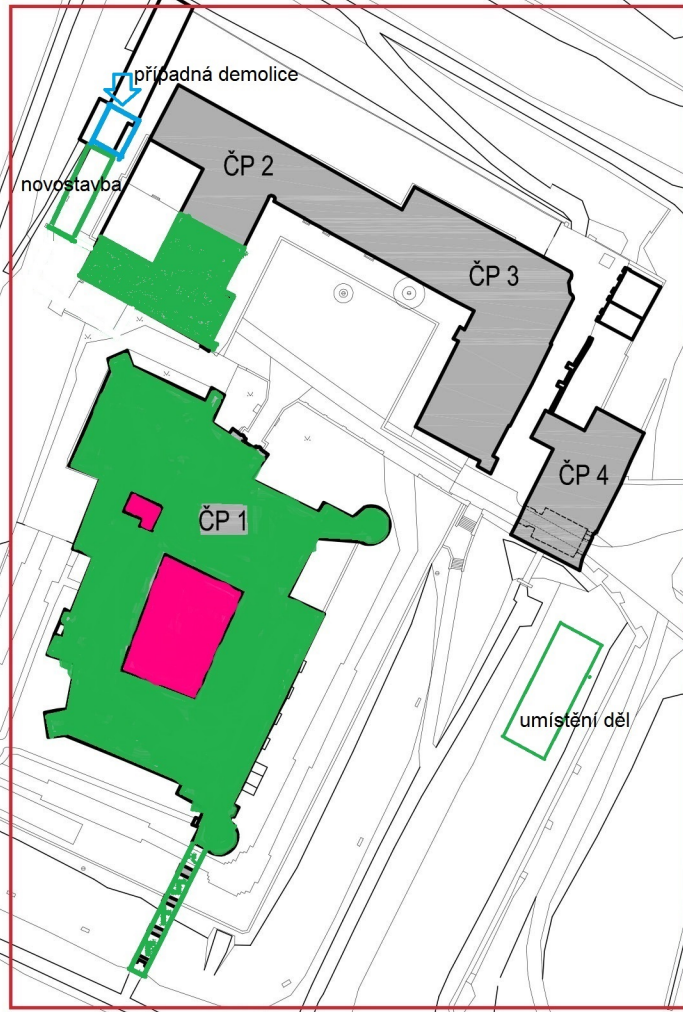 případná demolice
ČP 2
novostavba
ČP 3
ČP 4
ČP 1
umístění děl